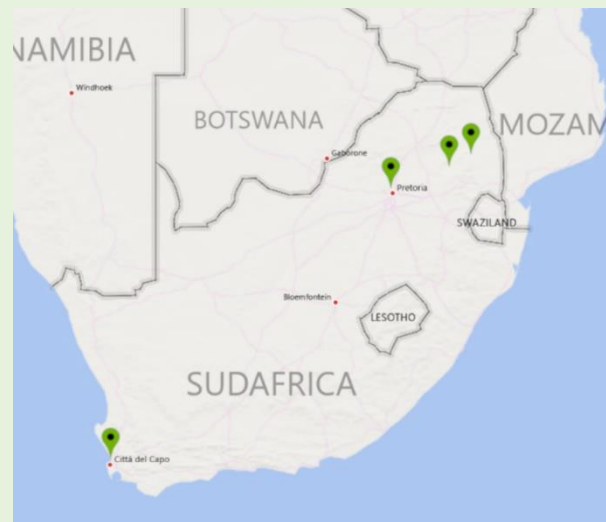 NAMIBIA
Windhoek
BOTSWANA
MOZAM
Gaborone
Pretoria
SWAZILAND
Bloemfontein
LESOTHO
SUDAFRICA
Città del Capo